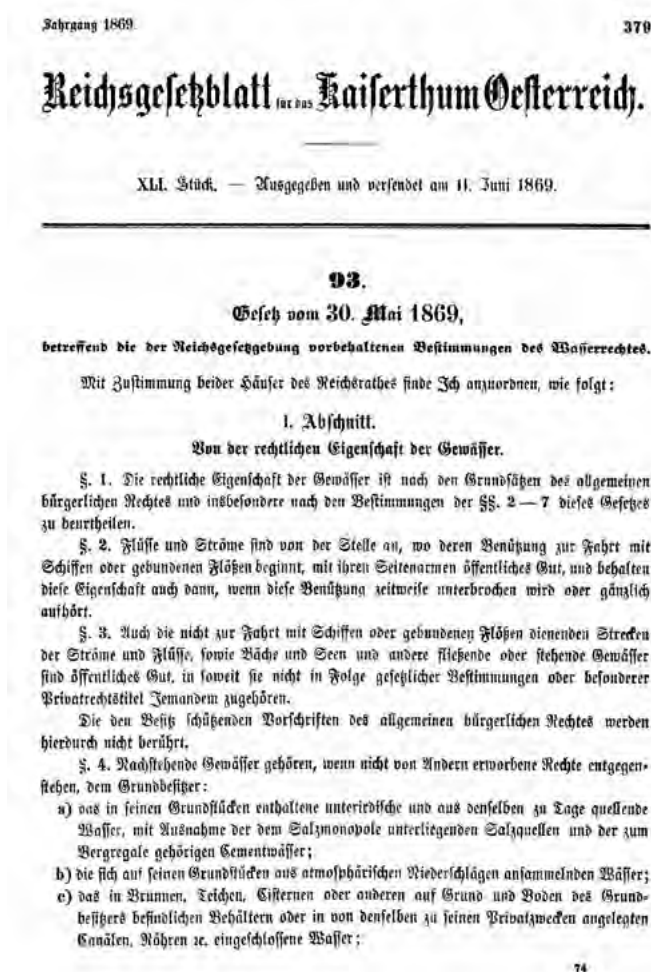 Jahrgang 1869.
379
Reichsgesetzblatt für das Kaiserthum Oesterreich.
XLI. Stück. — Ausgegeben und versendet am 11. Juni 1869.
93.
Gesetz vom 30. Mai 1869,
betreffend die der Reichsgesetzgebung vorbehaltenen Bestimmungen des Wasserrechtes.
Mit Zustimmung beider Häuser des Reichsrathes finde Ich anzuordnen, wie folgt:
I. Abschnitt.
Von der rechtlichen Eigenschaft der Gewässer.
§. 1. Die rechtliche Eigenschaft der Gewässer ist nach den Grundsätzen des allgemeinen
bürgerlichen Rechtes und insbesondere nach den Bestimmungen der §§. 2 — 7 dieses Gesetzes
zu beurtheilen.
§. 2. Flüsse und Ströme sind von der Stelle an, wo deren Benützung zur Fahrt mit
Schiffen oder gebundenen Flößen beginnt, mit ihren Seitenarmen öffentliches Gut, und behalten
diese Eigenschaft auch dann, wenn diese Benützung zeitweise unterbrochen wird oder gänzlich
aufhört.
§. 3. Auch die nicht zur Fahrt mit Schiffen oder gebundenen Flößen dienenden Strecken
der Ströme und Flüsse, sowie Bäche und Seen und andere fließende oder stehende Gewässer
sind öffentliches Gut, in soweit sie nicht in Folge gesetzlicher Bestimmungen oder besonderer
Privatrechtstitel Jemandem zugehören.
Die den Besitz schützenden Vorschriften des allgemeinen bürgerlichen Rechtes werden
hierdurch nicht berührt.
§. 4. Nachstehende Gewässer gehören, wenn nicht von Andern erworbene Rechte entgegen-
stehen, dem Grundbesitzer:
a) das in seinen Grundstücken enthaltene unterirdische und aus denselben zu Tage quellende
Wasser, mit Ausnahme der dem Salzmonopole unterliegenden Salzquellen und der zum
Bergregale gehörigen Cementwässer;
b) die sich auf seinen Grundstücken aus atmosphärischen Niederschlägen ansammelnden Wässer;
c) das in Brunnen, Teichen, Cisternen oder anderen auf Grund und Boden des Grund-
besitzers befindlichen Behältern oder in von denselben zu seinen Privatzwecken angelegten
Canälen, Röhren ꝛc. eingeschlossene Wasser;
74